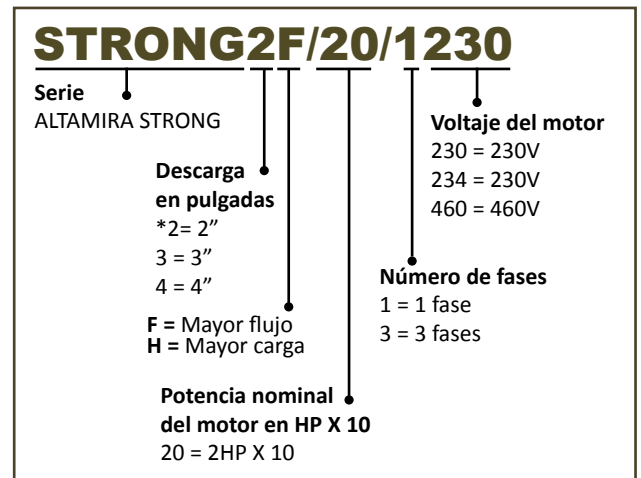 STRONG2F/20/1230
Serie
ALTAMIRA STRONG
Voltaje del motor
230 = 230V
234 = 230V
460 = 460V
Descarga
en pulgadas
*2= 2”
3 = 3”
4 = 4”
Número de fases
1 = 1 fase
3 = 3 fases
F = Mayor flujo
H = Mayor carga
Potencia nominal
del motor en HP X 10
20 = 2HP X 10